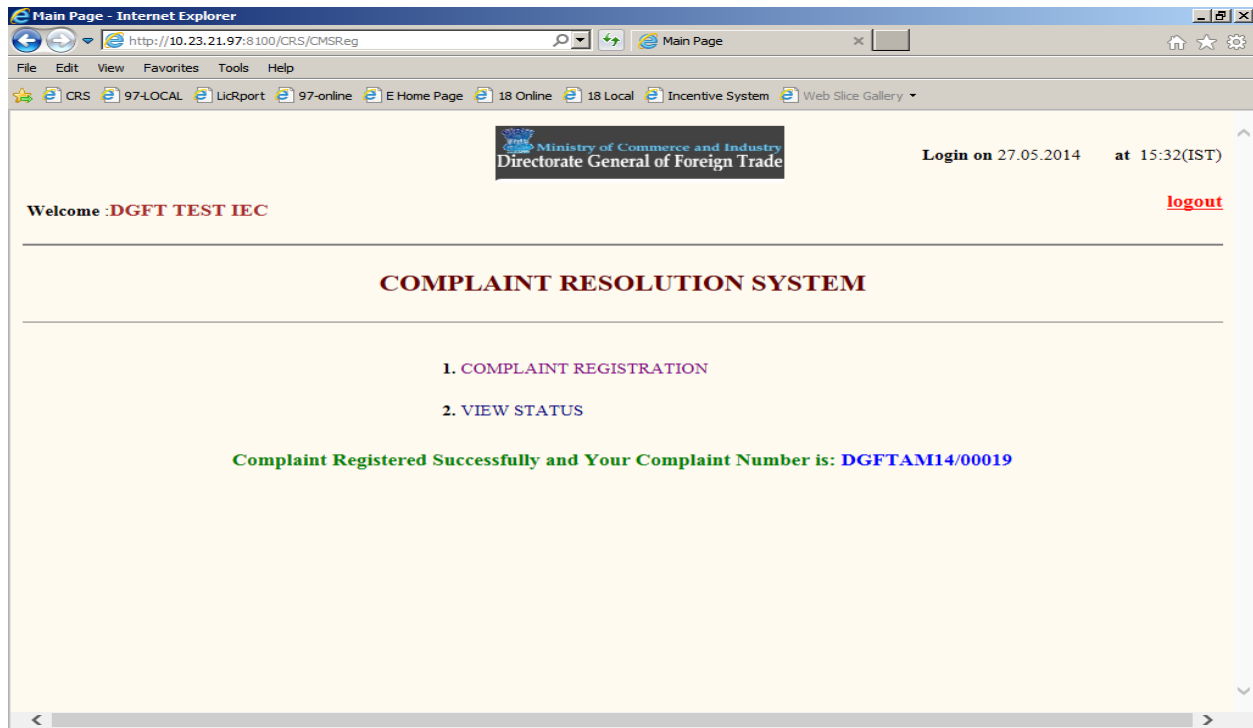 Main Page - Internet Explorer
http://10.23.21.97:8100/CRS/CMSReg
Main Page
File Edit View Favorites Tools Help
CRS 97-LOCAL LicRport 97-online E Home Page 18 Online 18 Local Incentive System Web Slice Gallery
Ministry of Commerce and Industry
Directorate General of Foreign Trade
Login on 27.05.2014 at 15:32(IST)
Welcome :DGFT TEST IEC
logout
COMPLAINT RESOLUTION SYSTEM
1. COMPLAINT REGISTRATION
2. VIEW STATUS
Complaint Registered Successfully and Your Complaint Number is: DGFTAM14/00019